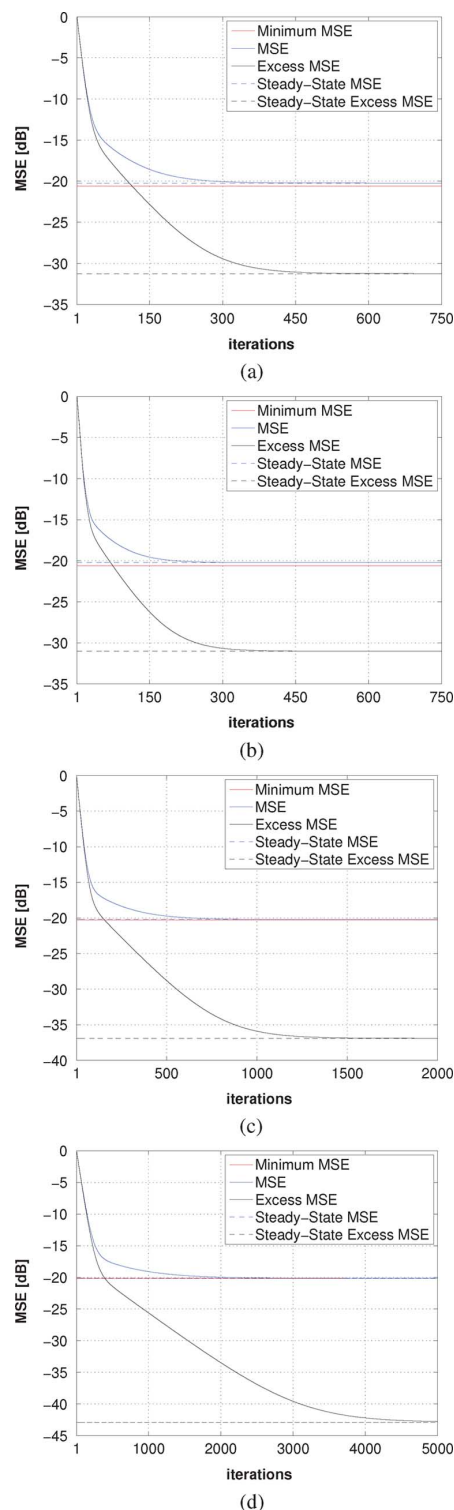 0
−5
−10
−15
−20
−25
−30
−35
MSE [dB]
Minimum MSE
MSE
Excess MSE
Steady−State MSE
Steady−State Excess MSE
1 150 300 450 600 750
iterations
(a)
0
−5
−10
−15
−20
−25
−30
−35
MSE [dB]
Minimum MSE
MSE
Excess MSE
Steady−State MSE
Steady−State Excess MSE
1 150 300 450 600 750
iterations
(b)
0
−5
−10
−15
−20
−25
−30
−35
−40
MSE [dB]
Minimum MSE
MSE
Excess MSE
Steady−State MSE
Steady−State Excess MSE
1 500 1000 1500 2000
iterations
(c)
0
−5
−10
−15
−20
−25
−30
−35
−40
−45
MSE [dB]
Minimum MSE
MSE
Excess MSE
Steady−State MSE
Steady−State Excess MSE
1 1000 2000 3000 4000 5000
iterations
(d)